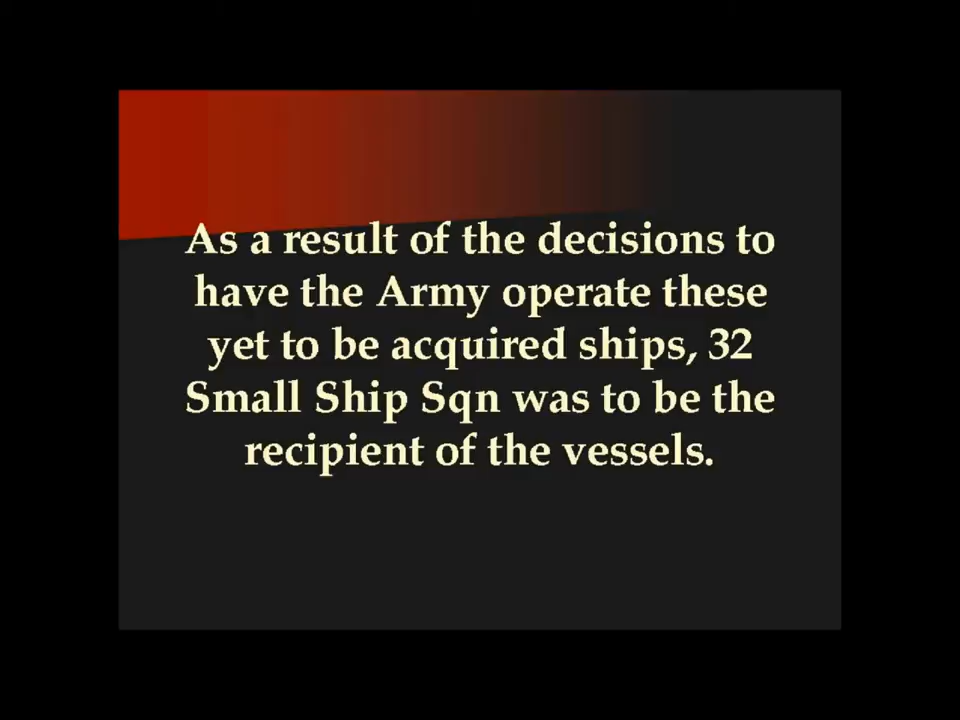 As a result of the decisions to
have the Army operate these
yet to be acquired ships, 32
Small Ship Sqn was to be the
recipient of the vessels.